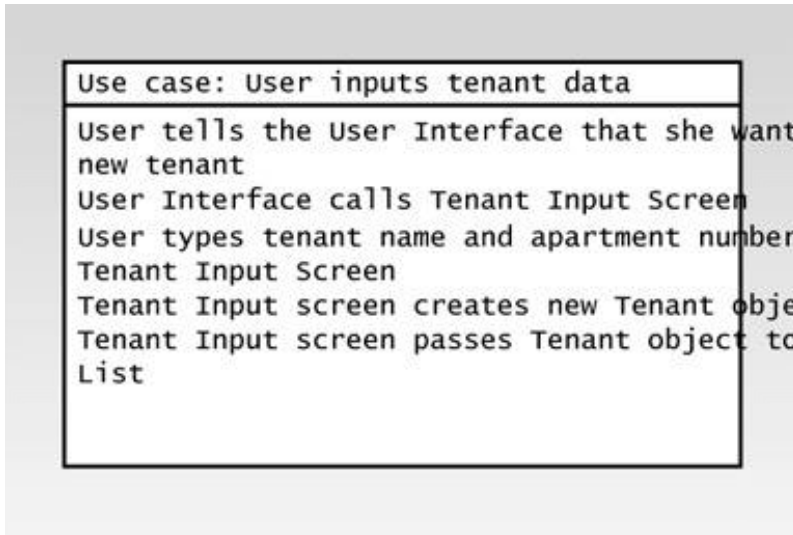 Use case: User inputs tenant data
User tells the User Interface that she want
new tenant
User Interface calls Tenant Input Screen
User types tenant name and apartment number
Tenant Input Screen
Tenant Input screen creates new Tenant obje
Tenant Input screen passes Tenant object to
List